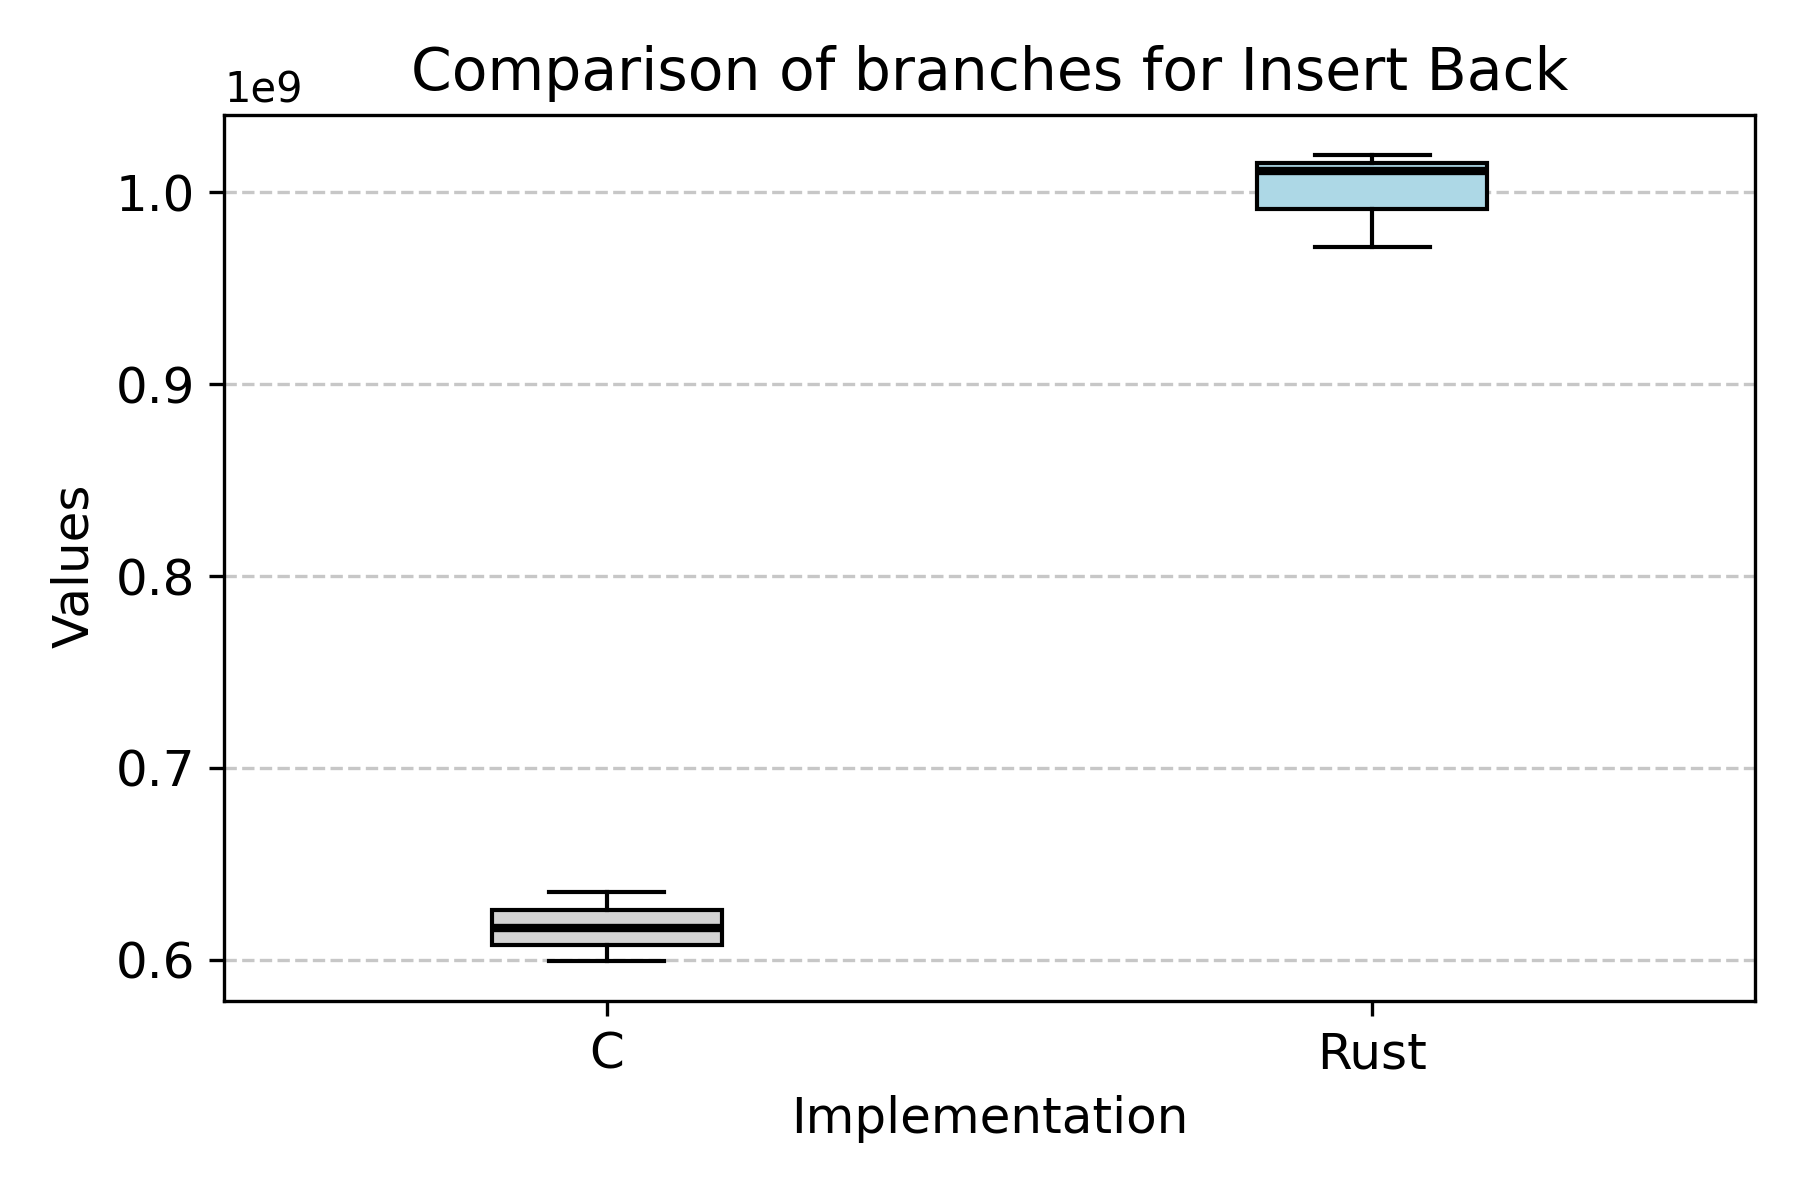 Comparison of branches for Insert Back
1e9
1.0
0.9
0.8
0.7
0.6
Values
C
Rust
Implementation